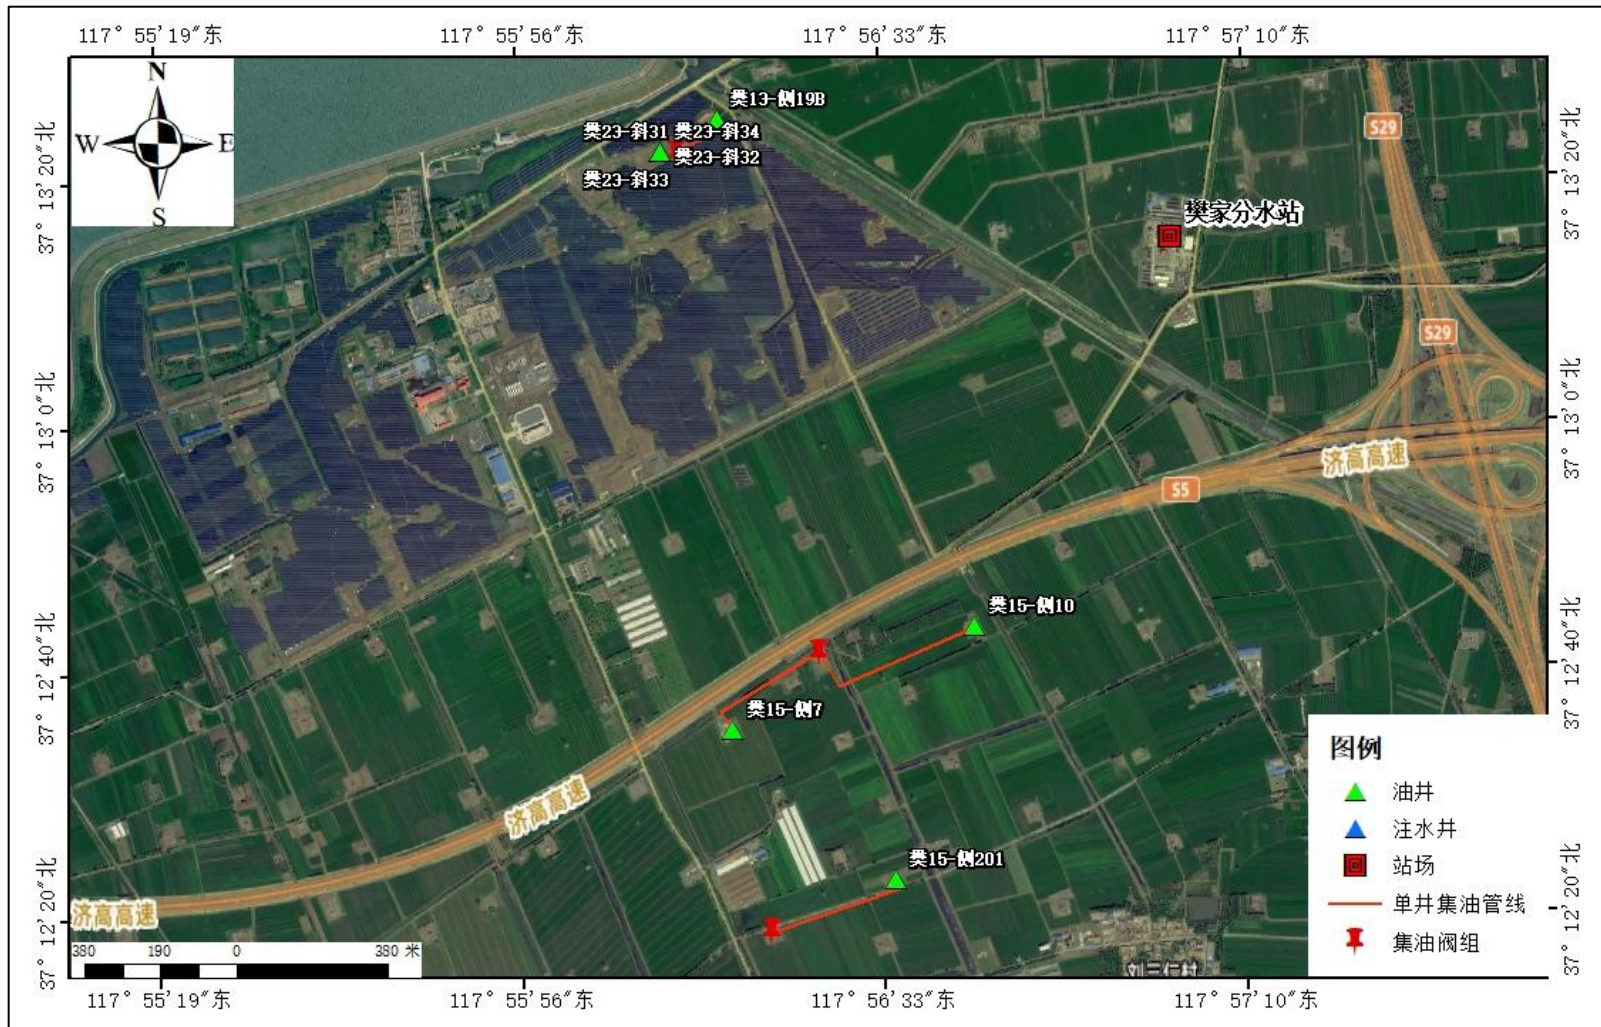 117° 55'19"东
117° 55'56"东
117° 56'33"东
117° 57'10"东
N
W
E
S
37° 13'20"北
37° 13'0"北
37° 12'40"北
37° 12'20"北
樊13-侧19B
樊23-斜31
樊23-斜34
樊23-斜32
樊23-斜33
樊家分水站
S29
S29
济高高速
S5
樊15-侧10
樊15-侧7
济高高速
樊15-侧201
济高高速
刘三仁村
380
190
0
380 米
图例
油井
注水井
站场
单井集油管线
集油阀组
37° 13'20"北
37° 13'0"北
37° 12'40"北
37° 12'20"北
117° 55'19"东
117° 55'56"东
117° 56'33"东
117° 57'10"东